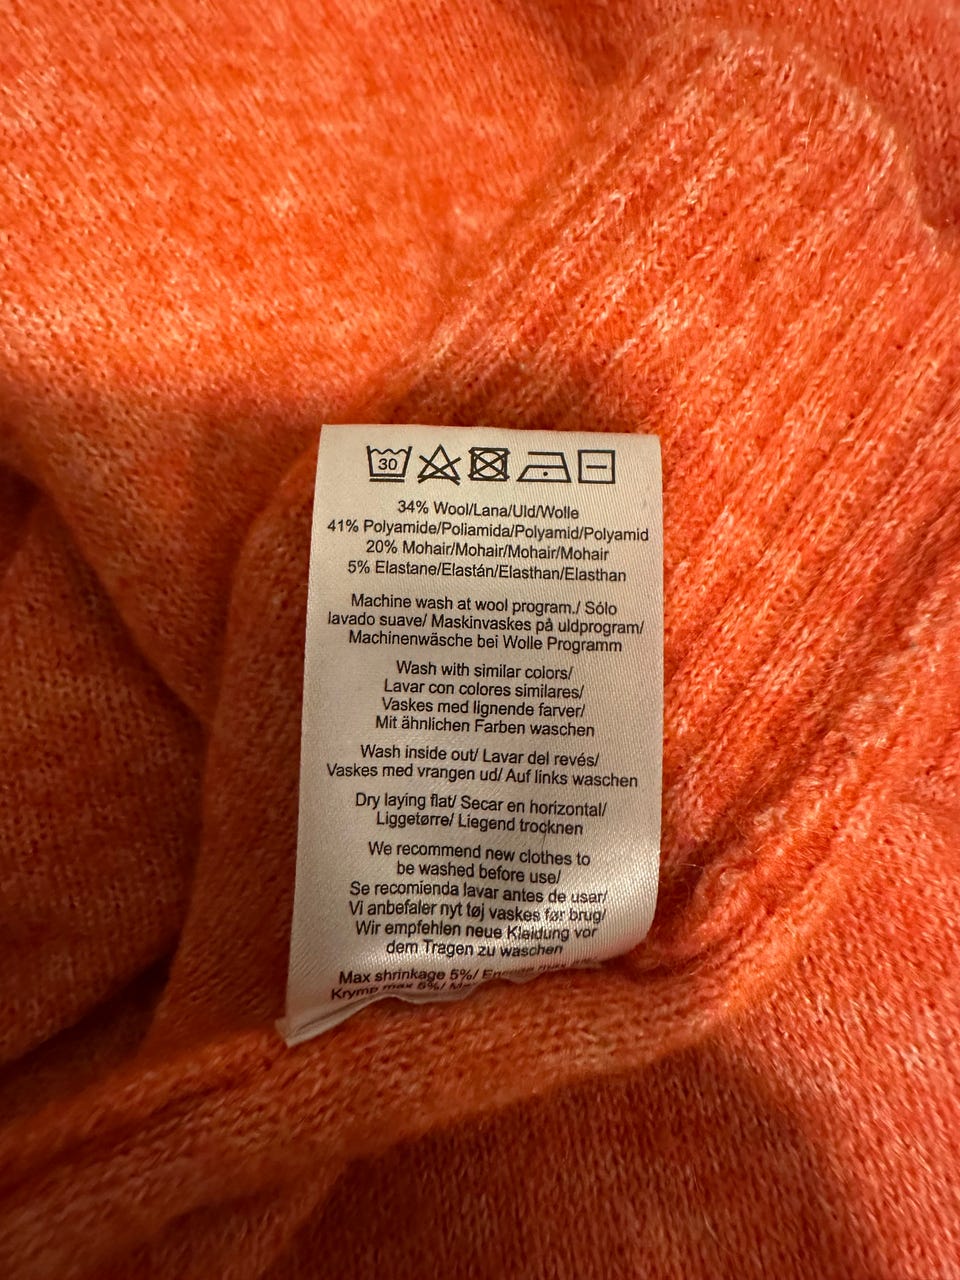 30
34% Wool/Lana/Uld/Wolle
41% Polyamide/Poliamida/Polyamid/Polyamid
20% Mohair/Mohair/Mohair/Mohair
5% Elastane/Elastán/Elasthan/Elasthan
Machine wash at wool program./ Sólo
lavado suave/ Maskinvaskes på uldprogram/
Machinenwäsche bei Wolle Programm
Wash with similar colors/
Lavar con colores similares/
Vaskes med lignende farver/
Mit ähnlichen Farben waschen
Wash inside out/ Lavar del revés/
Vaskes med vrangen ud/ Auf links waschen
Dry laying flat/ Secar en horizontal/
Liggetørre/ Liegend trocknen
We recommend new clothes to
be washed before use/
Se recomienda lavar antes de usar/
Vi anbefaler nyt tøj vaskes før brug/
Wir empfehlen neue Kleidung vor
dem Tragen zu waschen
Max shrinkage 5%/
Krymp max 5%/